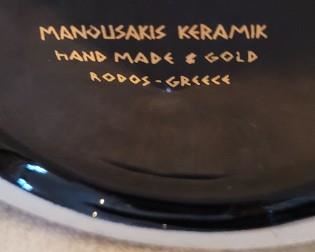 MANOUSAKIS KERAMIK
HAND MADE & GOLD
RODOS - GREECE